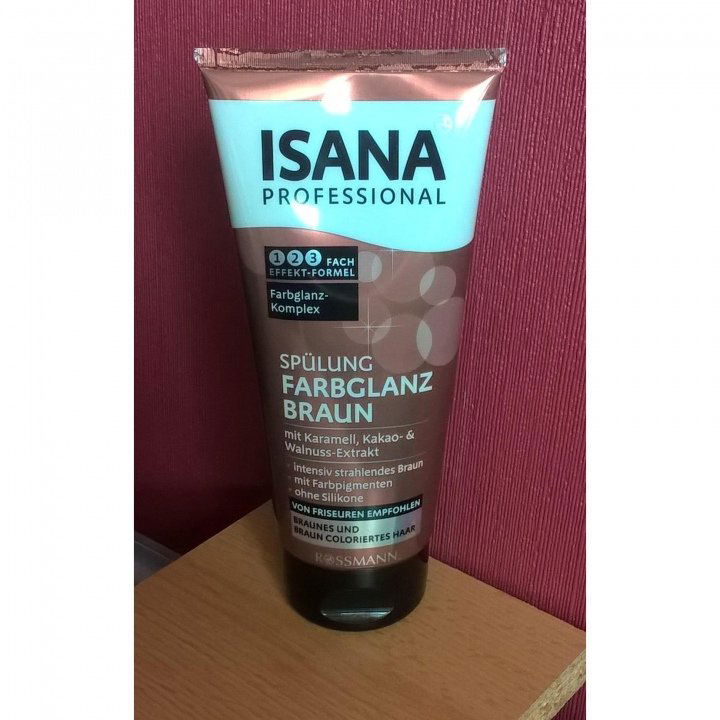 ISANA
PROFESSIONAL
1 2 3 FACH
EFFEKT-FORMEL
Farbglanz-
Komplex
SPÜLUNG
FARBGLANZ
BRAUN
mit Karamell, Kakao- &
Walnuss-Extrakt
· intensiv strahlendes Braun
· mit Farbpigmenten
· ohne Silikone
VON FRISEUREN EMPFOHLEN
BRAUNES UND
BRAUN COLORIERTES HAAR
ROSSMANN